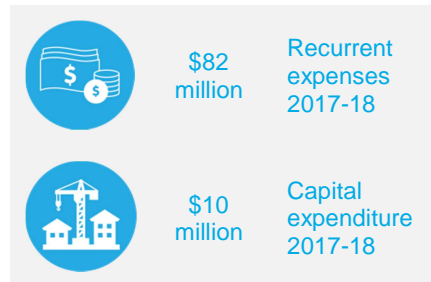 $
$
$82
million
Recurrent
expenses
2017-18
$10
million
Capital
expenditure
2017-18